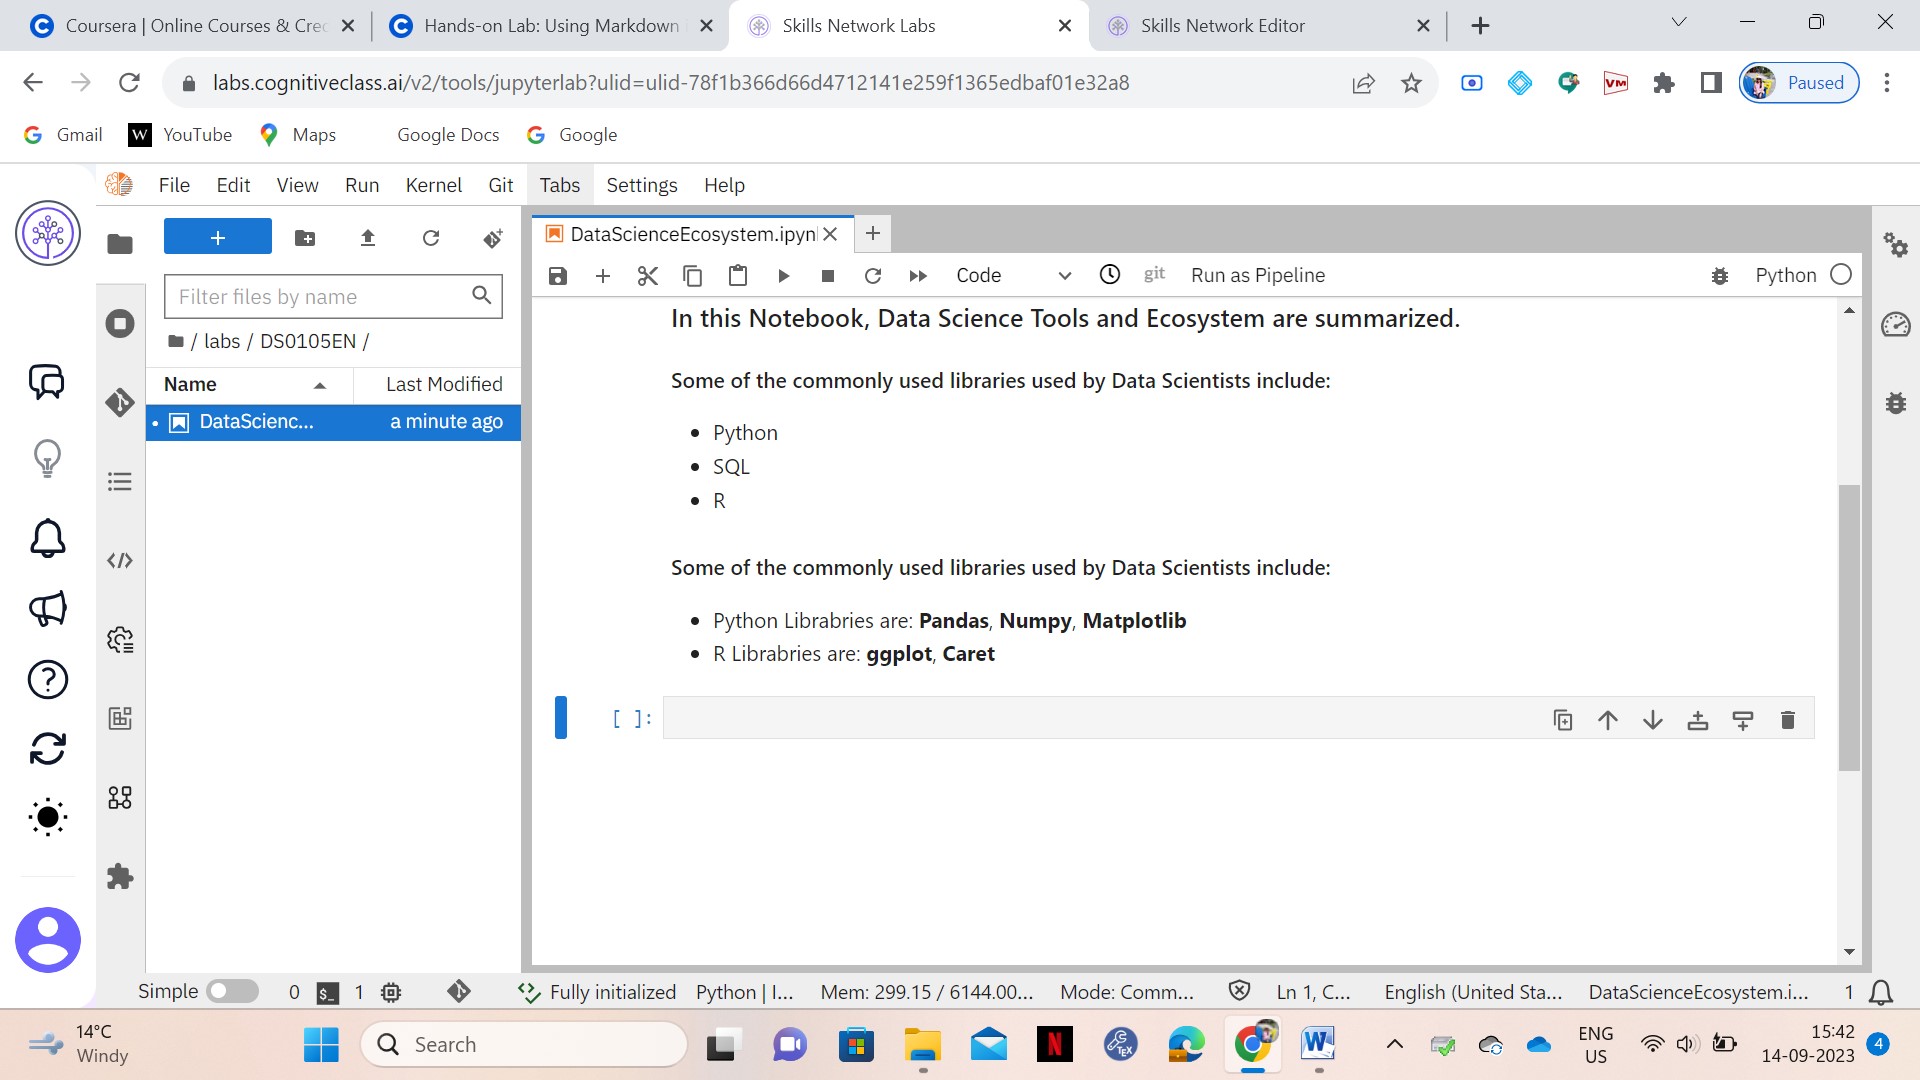 Coursera | Online Courses & Cre
Hands-on Lab: Using Markdown
Skills Network Labs
Skills Network Editor
labs.cognitiveclass.ai/v2/tools/jupyterlab?ulid=ulid-78f1b366d66d4712141e259f1365edbaf01e32a8
VM
Paused
Gmail
W YouTube
Maps
Google Docs
Google
File Edit View Run Kernel Git Tabs Settings Help
DataScienceEcosystem.ipyn
Code
git
Run as Pipeline
Python
Filter files by name
/ labs / DS0105EN /
Name
Last Modified
DataScienc...
a minute ago
In this Notebook, Data Science Tools and Ecosystem are summarized.
Some of the commonly used libraries used by Data Scientists include:
• Python
• SQL
• R
Some of the commonly used libraries used by Data Scientists include:
• Python Librabries are: Pandas, Numpy, Matplotlib
• R Librabries are: ggplot, Caret
[ ]:
Simple
0 $_ 1
Fully initialized
Python | I...
Mem: 299.15 / 6144.00...
Mode: Comm...
Ln 1, C...
English (United Sta...
DataScienceEcosystem.i...
1
14°C
Windy
Search
N
TEX
W
ENG
US
15:42
14-09-2023
4